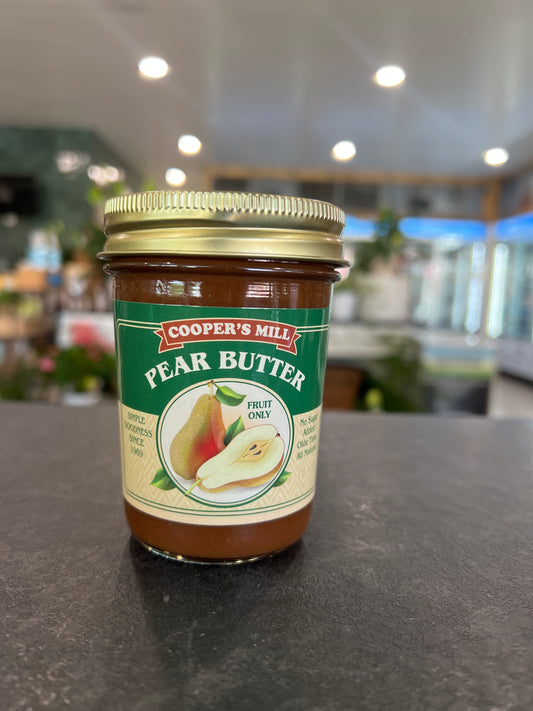 COOPER'S MILL
PEAR BUTTER
FRUIT
ONLY
SIMPLE
GOODNESS
SINCE
1969
No Sugar
Added
Olde Time
All Natural